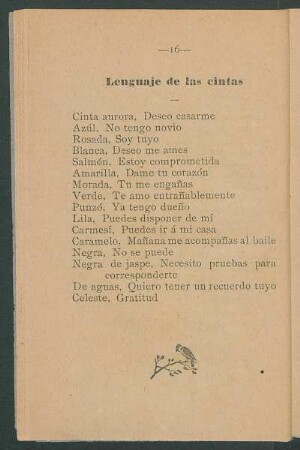 —16—
Lenguaje de las cintas
Cinta aurora, Deseo casarme
Azúl, No tengo novio
Rosada, Soy tuyo
Blanca, Deseo me ames
Salmón, Estoy comprometida
Amarilla, Dame tu corazón
Morada, Tu me engañas
Verde, Te amo entrañablemente
Punzó, Ya tengo dueño
Lila, Puedes disponer de mí
Carmesí, Puedes ir á mi casa
Caramelo, Mañana me acompañas al baile
Negra, No se puede
Negra de jaspe, Necesito pruebas para
corresponderte
De aguas, Quiero tener un recuerdo tuyo
Celeste, Gratitud